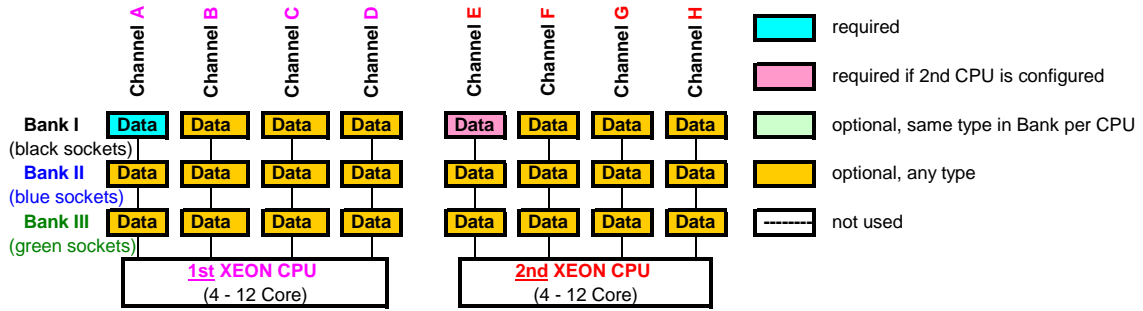 Channel A
Channel B
Channel C
Channel D
Channel E
Channel F
Channel G
Channel H
Bank I
(black sockets)
Data Data Data Data Data Data Data Data
Bank II
(blue sockets)
Data Data Data Data Data Data Data Data
Bank III
(green sockets)
Data Data Data Data Data Data Data Data
1st XEON CPU
(4 - 12 Core)
2nd XEON CPU
(4 - 12 Core)
required
required if 2nd CPU is configured
optional, same type in Bank per CPU
optional, any type
-------- not used